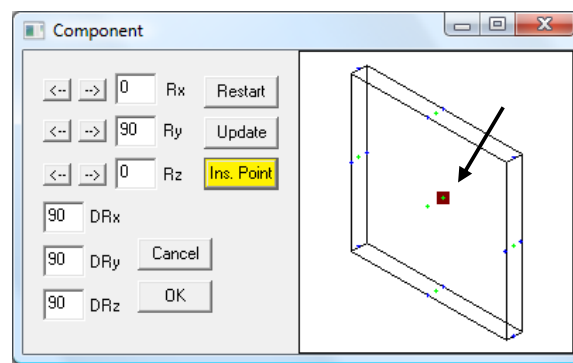 Component
<-- --> 0 Rx Restart
<-- --> 90 Ry Update
<-- --> 0 Rz Ins. Point
90 DRx
90 DRy Cancel
90 DRz OK